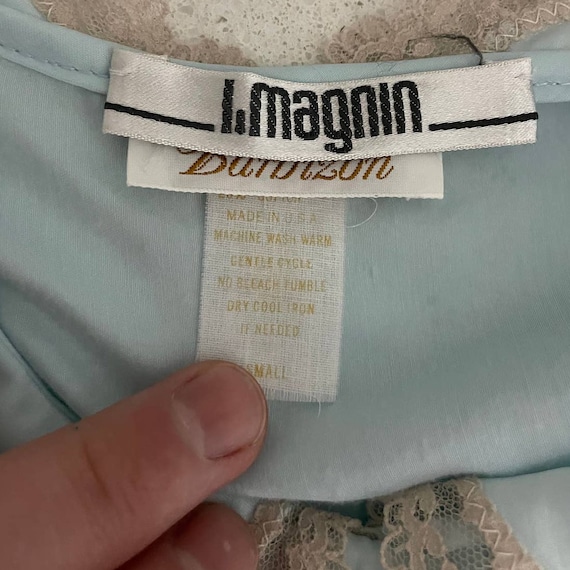 I.magnin
Barbizon
MADE IN U.S.A.
MACHINE WASH WARM
GENTLE CYCLE
NO BLEACH TUMBLE
DRY COOL IRON
IF NEEDED
SMALL